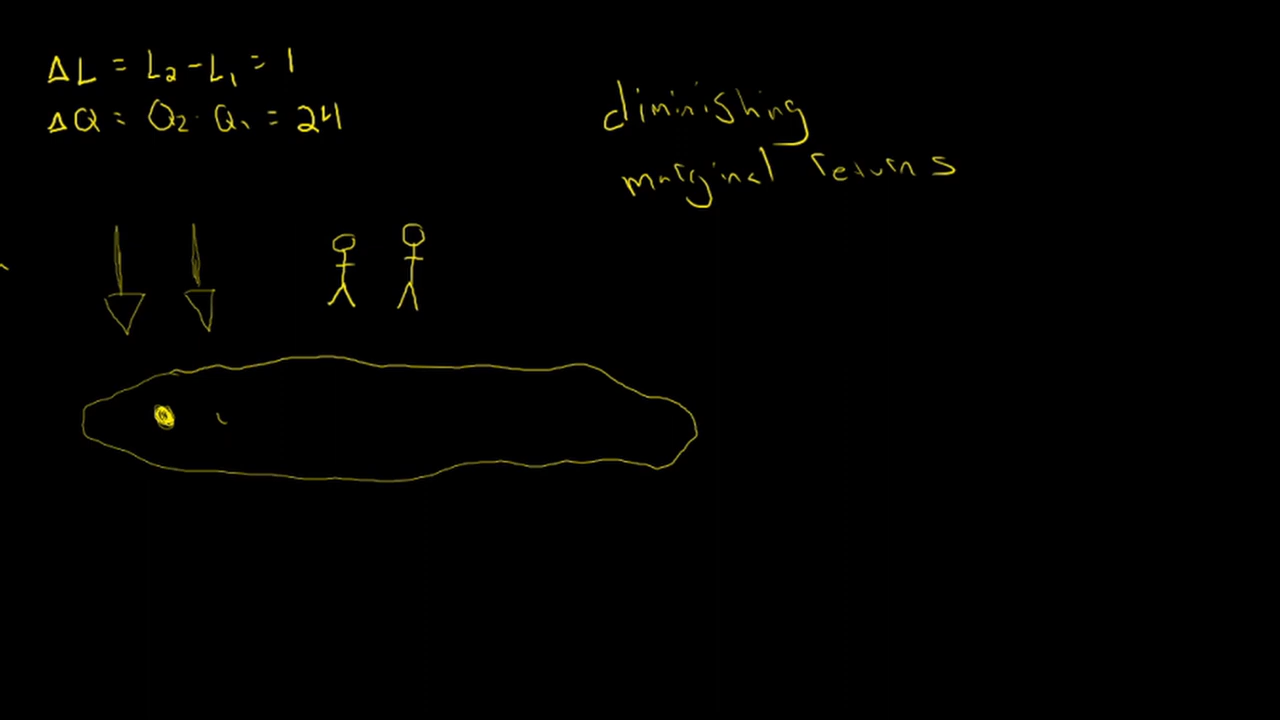 ΔL = L₂ - L₁ = 1
ΔQ = Q₂ - Q₁ = 24
diminishing
marginal returns